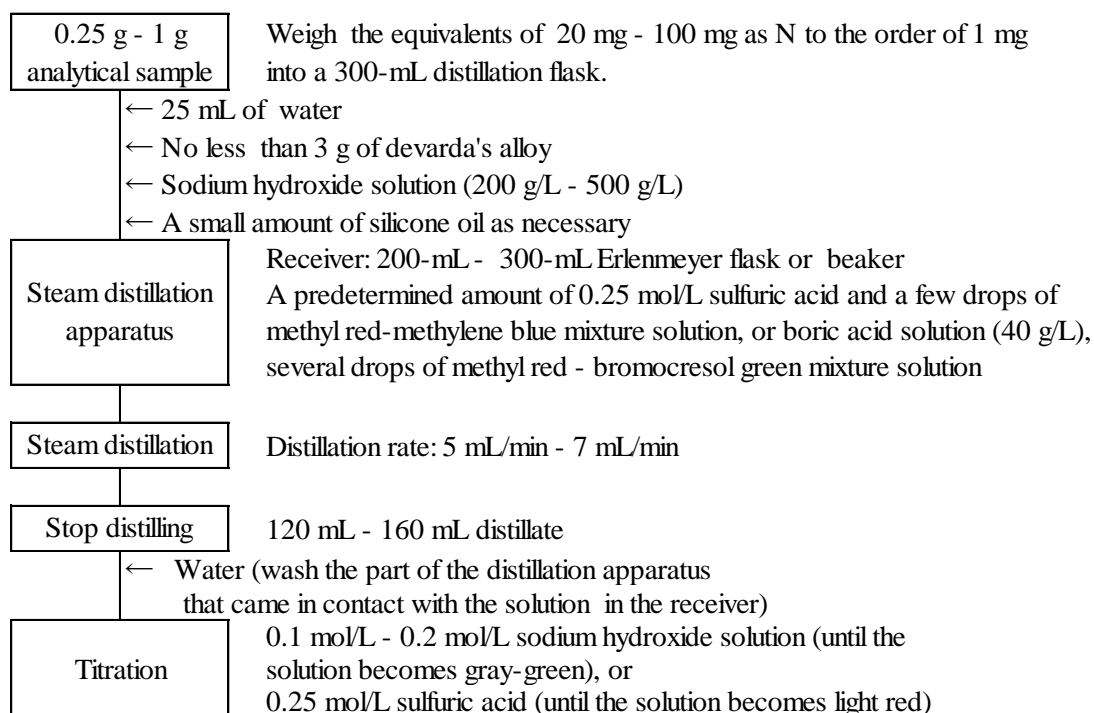 0.25 g - 1 g
analytical sample
Weigh the equivalents of 20 mg - 100 mg as N to the order of 1 mg
into a 300-mL distillation flask.
← 25 mL of water
← No less than 3 g of devarda's alloy
← Sodium hydroxide solution (200 g/L - 500 g/L)
← A small amount of silicone oil as necessary
Steam distillation
apparatus
Receiver: 200-mL - 300-mL Erlenmeyer flask or beaker
A predetermined amount of 0.25 mol/L sulfuric acid and a few drops of
methyl red-methylene blue mixture solution, or boric acid solution (40 g/L),
several drops of methyl red - bromocresol green mixture solution
Steam distillation
Distillation rate: 5 mL/min - 7 mL/min
Stop distilling
120 mL - 160 mL distillate
← Water (wash the part of the distillation apparatus
that came in contact with the solution in the receiver)
Titration
0.1 mol/L - 0.2 mol/L sodium hydroxide solution (until the
solution becomes gray-green), or
0.25 mol/L sulfuric acid (until the solution becomes light red)